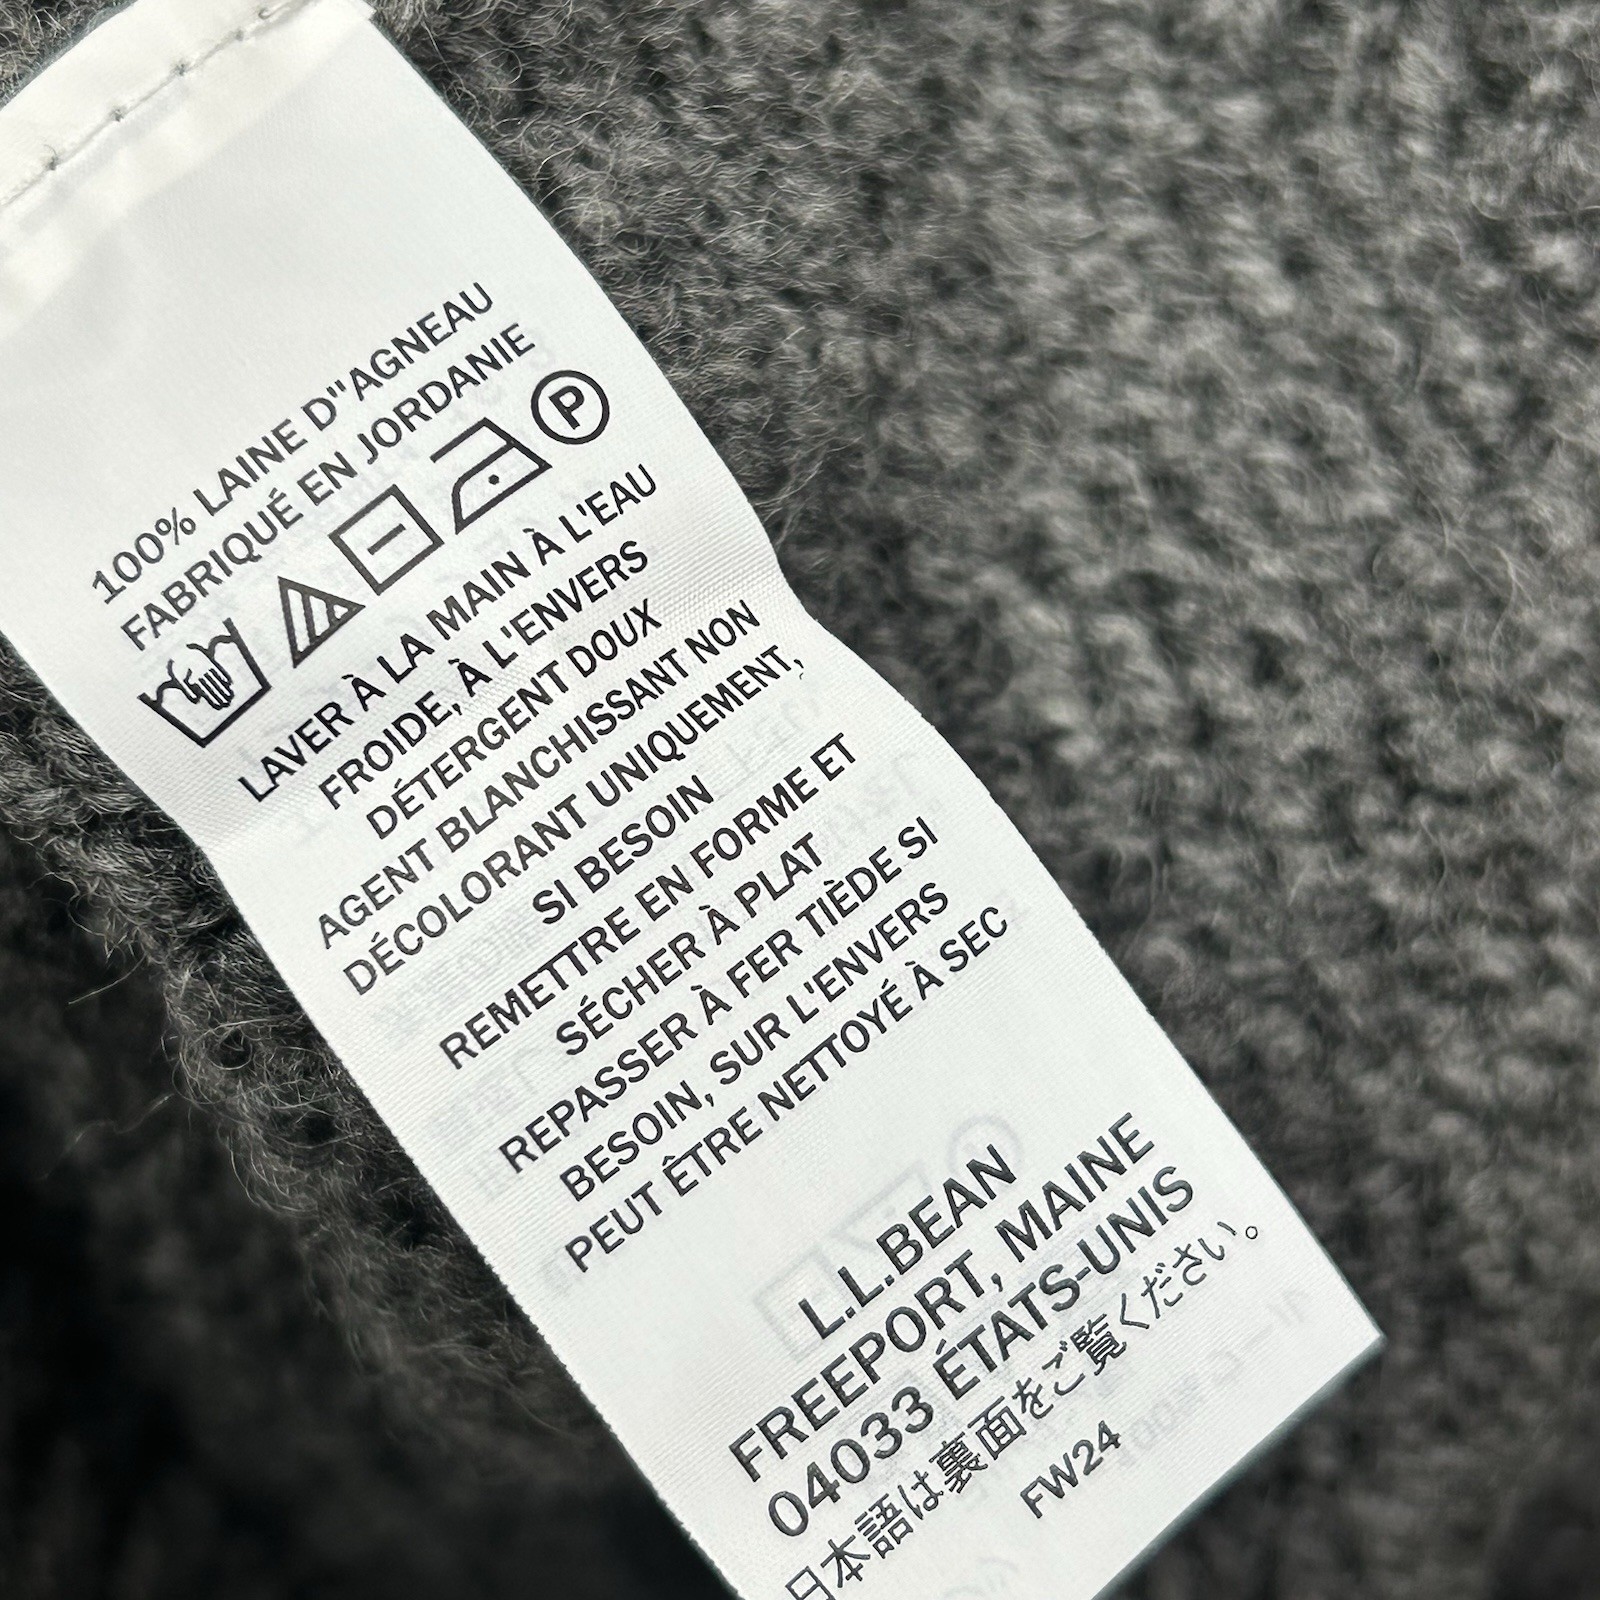 100% LAINE D"AGNEAU
FABRIQUÉ EN JORDANIE
P
LAVER À LA MAIN À L'EAU
FROIDE, À L'ENVERS
DÉTERGENT DOUX
AGENT BLANCHISSANT NON
DÉCOLORANT UNIQUEMENT,
SI BESOIN
REMETTRE EN FORME ET
SÉCHER À PLAT
REPASSER À FER TIÈDE SI
BESOIN, SUR L'ENVERS
PEUT ÊTRE NETTOYÉ À SEC
L.L.BEAN
FREEPORT, MAINE
04033 ÉTATS-UNIS
日本語は裏面をご覧ください。
FW24